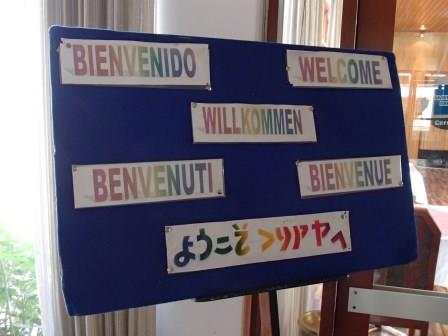 BIENVENIDO
WELCOME
WILLKOMMEN
BENVENUTI
BIENVENUE
ようこそ